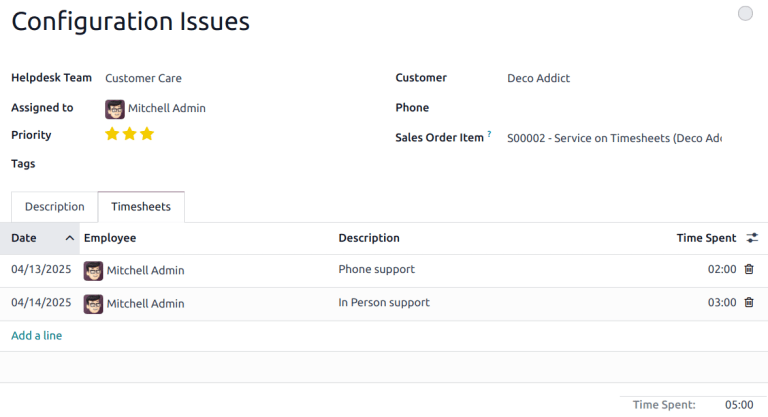 Configuration Issues
Helpdesk Team Customer Care
Customer Deco Addict
Assigned to Mitchell Admin
Phone
Priority
Sales Order Item ? S00002 - Service on Timesheets (Deco
Tags
Description Timesheets
Date Employee Description Time Spent
04/13/2025 Mitchell Admin Phone support 02:00
04/14/2025 Mitchell Admin In Person support 03:00
Add a line
Time Spent: 05:00